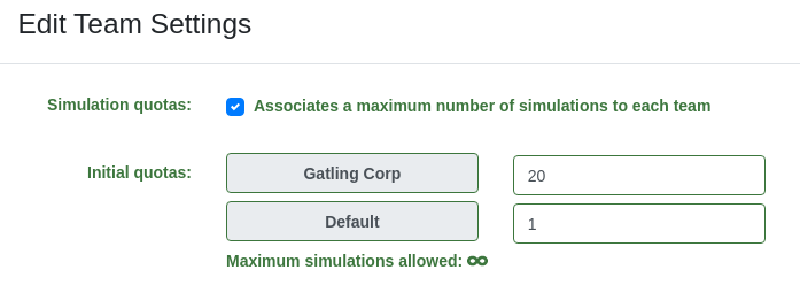 Edit Team Settings
Simulation quotas: Associates a maximum number of simulations to each team
Initial quotas: Gatling Corp 20
Default 1
Maximum simulations allowed: ∞